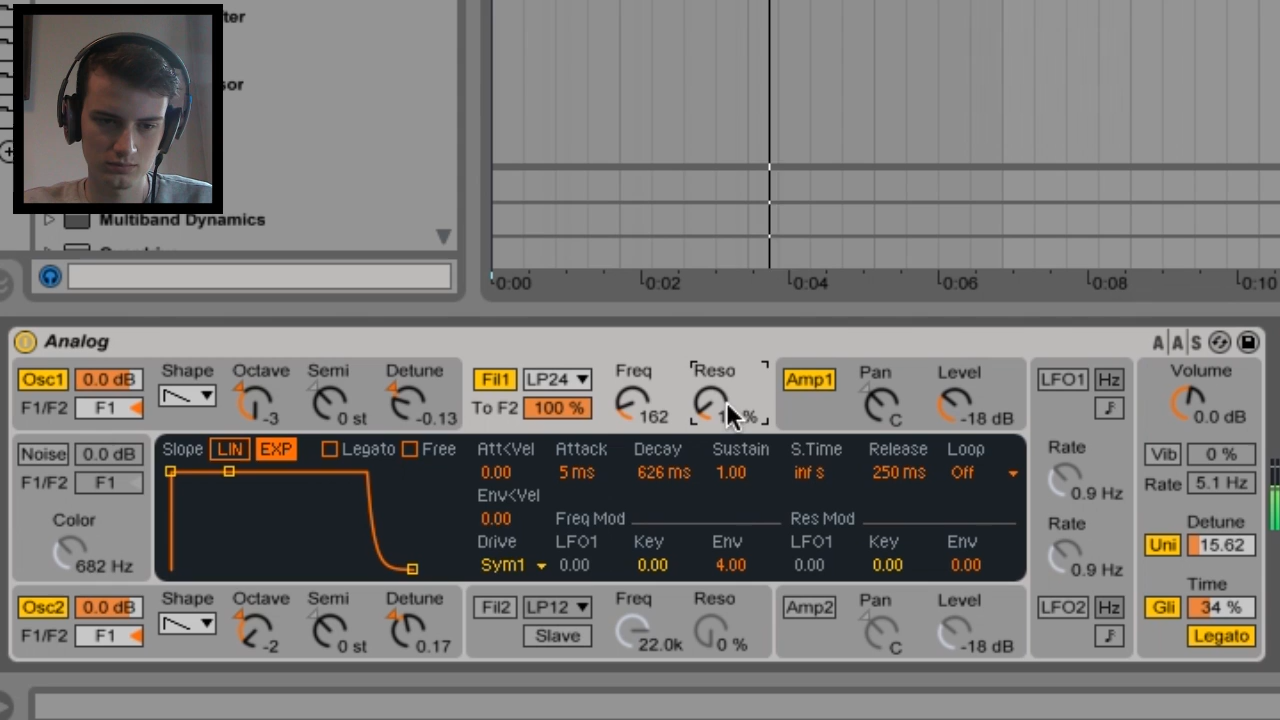 ter
sor
Multiband Dynamics
0:00 0:02 0:04 0:06 0:08 0:10
Analog
A|A|S
Osc1 0.0 dB
F1/F2 F1
Shape Octave Semi Detune
-3 0 st -0.13
Fil1 LP24 Freq Reso
To F2 100 % 162
Amp1 Pan Level
C -18 dB
LFO1 Hz
Volume
0.0 dB
Noise 0.0 dB
F1/F2 F1
Color
682 Hz
Slope LIN EXP Legato Free
Att<Vel Attack Decay Sustain S.Time Release Loop
0.00 5 ms 626 ms 1.00 inf s 250 ms Off
Env<Vel
0.00 Freq Mod Res Mod
Drive LFO1 Key Env LFO1 Key Env
Sym1 0.00 0.00 4.00 0.00 0.00 0.00
Rate
0.9 Hz
Rate
0.9 Hz
Vib 0 %
Rate 5.1 Hz
Detune
Uni 15.62
Time
Gli 34 %
Legato
Osc2 0.0 dB
F1/F2 F1
Shape Octave Semi Detune
-2 0 st 0.17
Fil2 LP12 Freq Reso
Slave 22.0k 0 %
Amp2 Pan Level
C -18 dB
LFO2 Hz